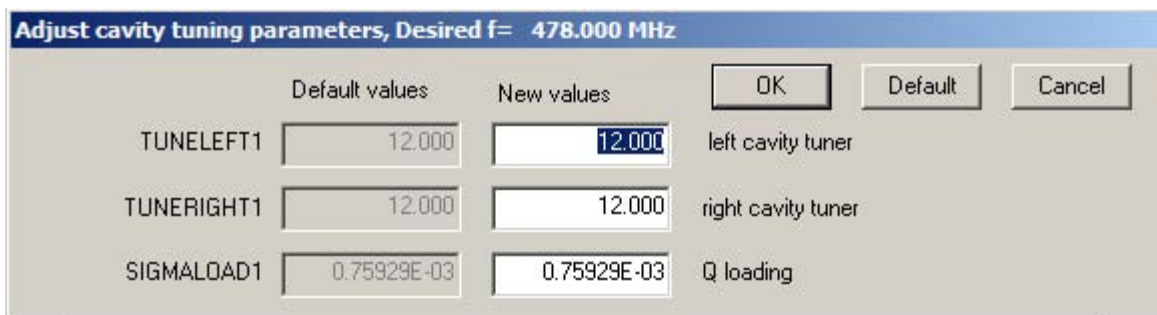 Adjust cavity tuning parameters, Desired f= 478.000 MHz
Default values New values OK Default Cancel
TUNELEFT1 12.000 12.000 left cavity tuner
TUNERIGHT1 12.000 12.000 right cavity tuner
SIGMALOAD1 0.75929E-03 0.75929E-03 Q loading